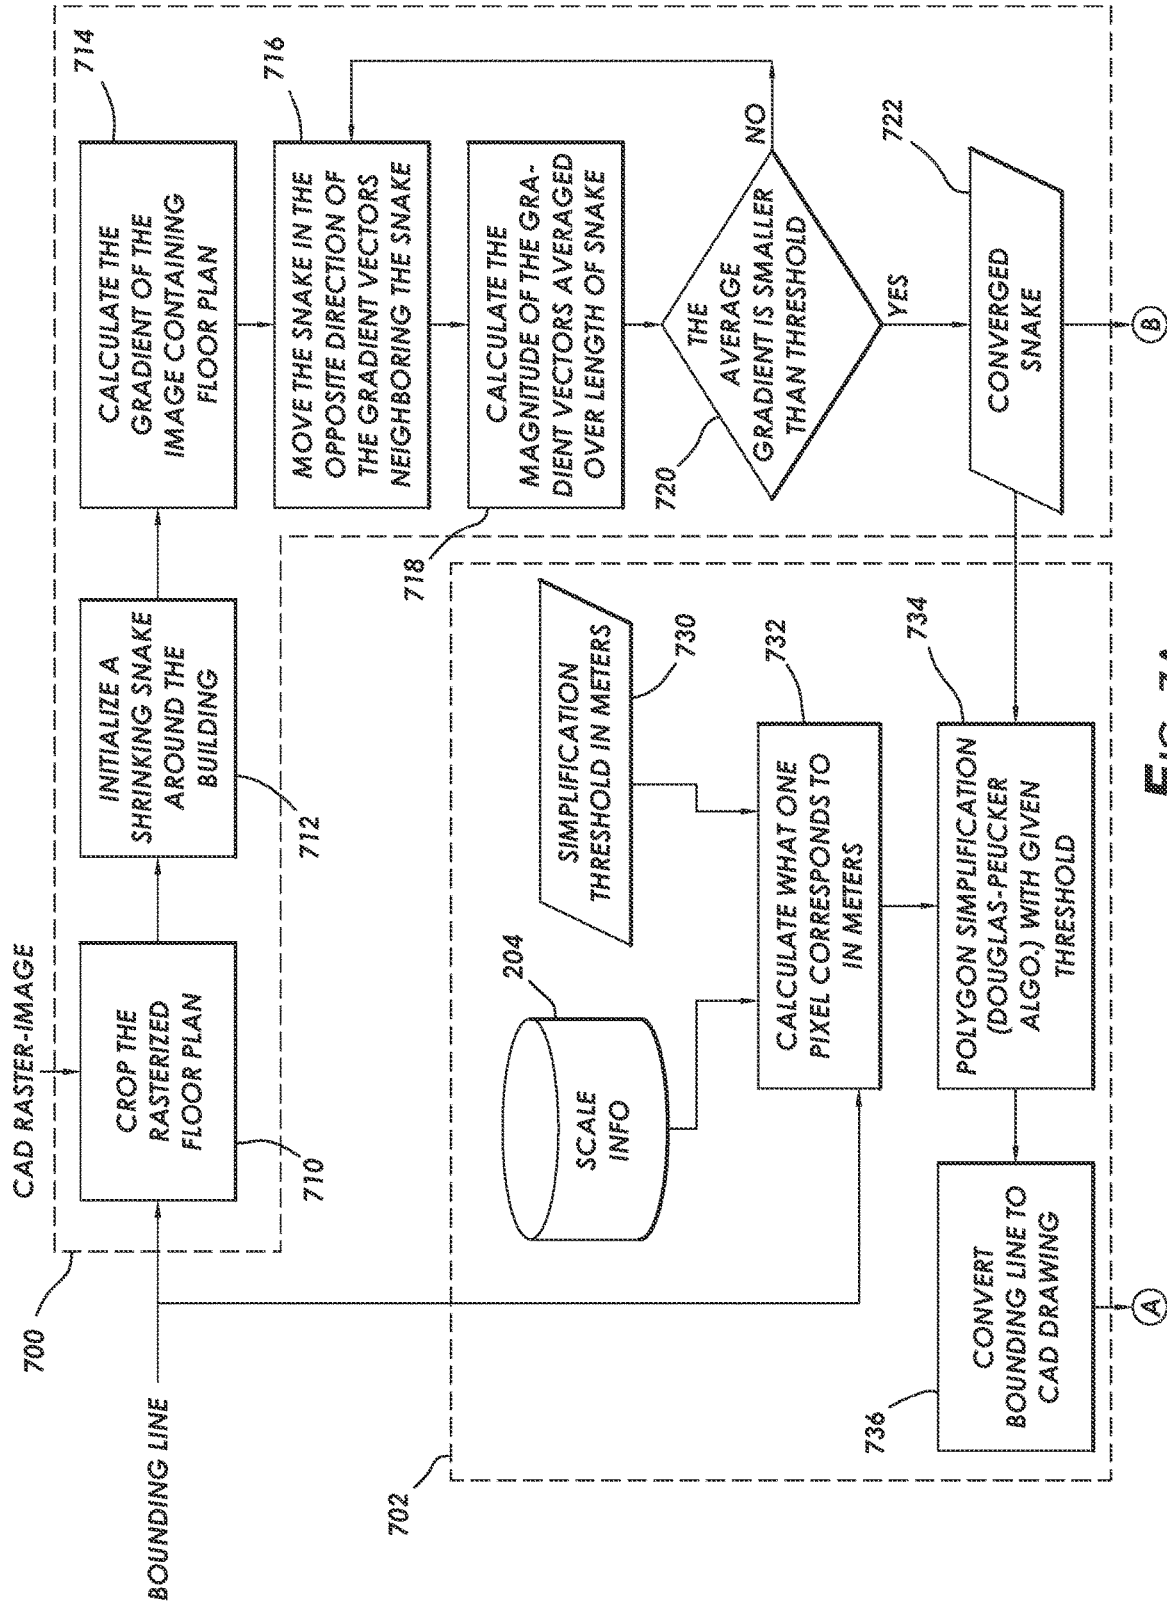 CAD RASTER-IMAGE
BOUNDING LINE
700
CROP THE
RASTERIZED
FLOOR PLAN
710
INITIALIZE A
SHRINKING SNAKE
AROUND THE
BUILDING
712
CALCULATE THE
GRADIENT OF THE
IMAGE CONTAINING
FLOOR PLAN
714
MOVE THE SNAKE IN THE
OPPOSITE DIRECTION OF
THE GRADIENT VECTORS
NEIGHBORING THE SNAKE
716
CALCULATE THE
MAGNITUDE OF THE GRA-
DIENT VECTORS AVERAGED
OVER LENGTH OF SNAKE
718
THE
AVERAGE
GRADIENT IS SMALLER
THAN THRESHOLD
720
NO
YES
CONVERGED
SNAKE
722
B
702
SCALE
INFO
204
SIMPLIFICATION
THRESHOLD IN METERS
730
CALCULATE WHAT ONE
PIXEL CORRESPONDS TO
IN METERS
732
POLYGON SIMPLIFICATION
(DOUGLAS-PEUCKER
ALGO.) WITH GIVEN
THRESHOLD
734
CONVERT
BOUNDING LINE TO
CAD DRAWING
736
A